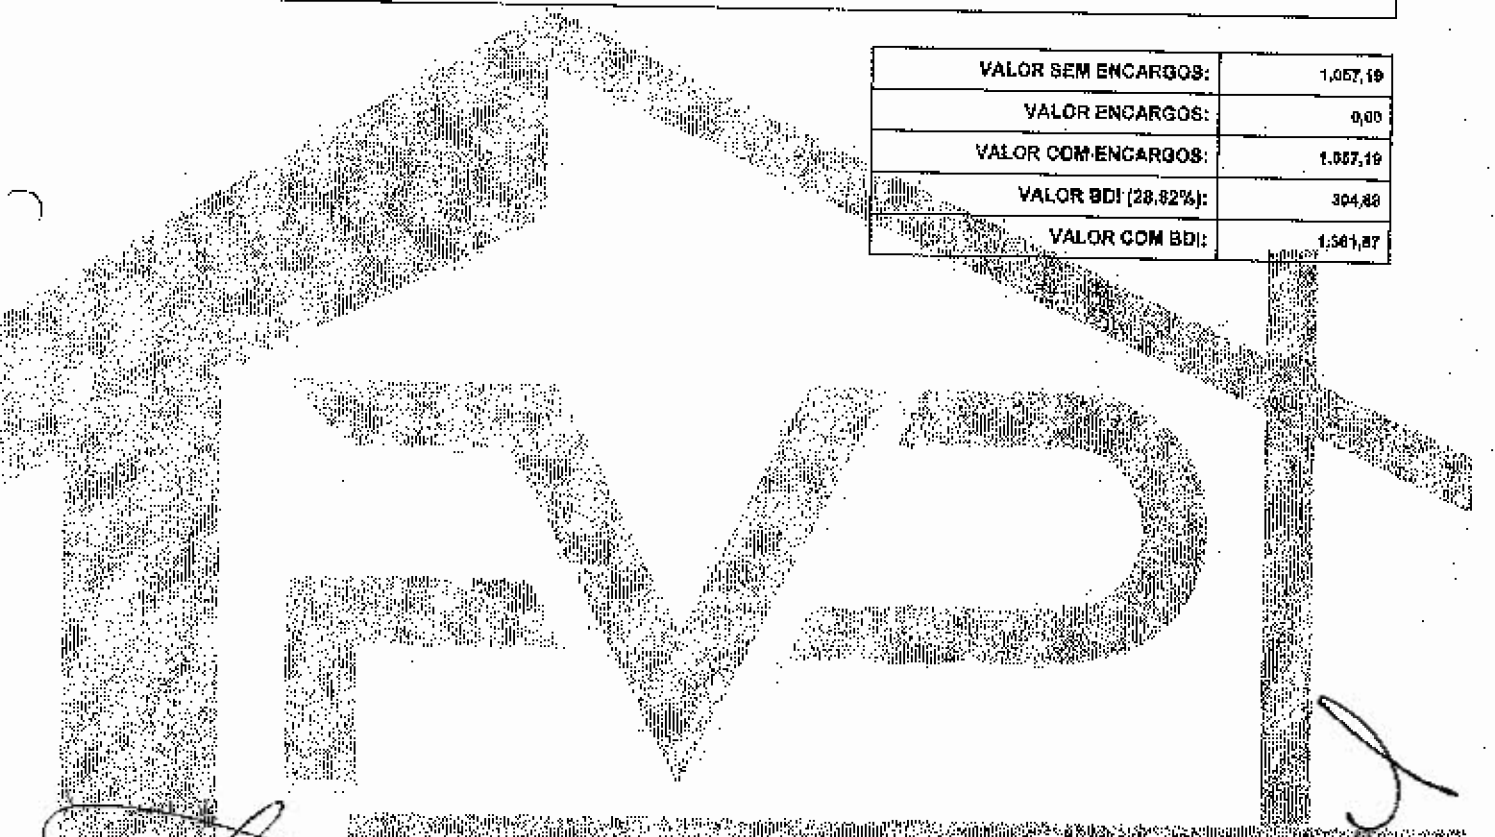 VALOR SEM ENCARGOS: 1.057,19
VALOR ENCARGOS: 0,00
VALOR COM ENCARGOS: 1.057,19
VALOR BDI (28,82%): 304,68
VALOR COM BDI: 1.361,87
FVP